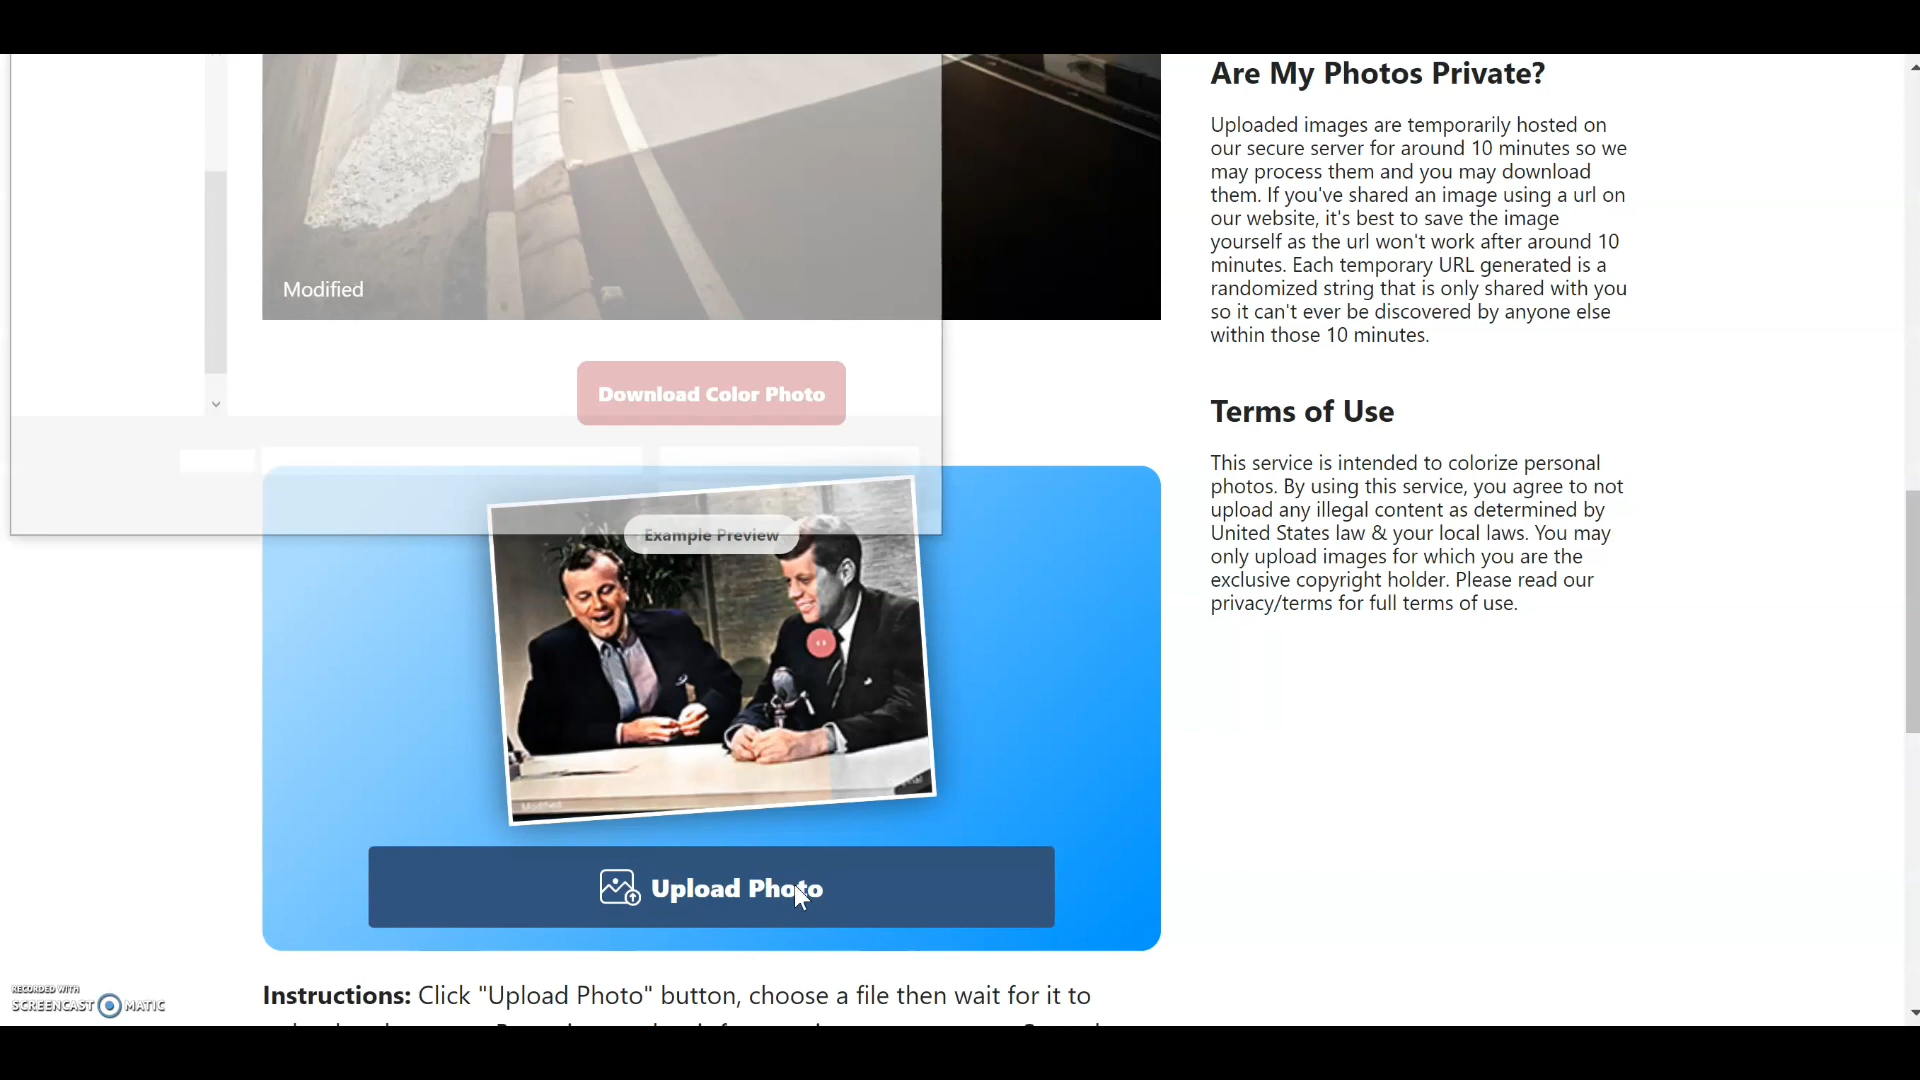 Modified
Download Color Photo
Example Preview
Modified
Upload Photo
Instructions: Click "Upload Photo" button, choose a file then wait for it to
Are My Photos Private?
Uploaded images are temporarily hosted on
our secure server for around 10 minutes so we
may process them and you may download
them. If you've shared an image using a url on
our website, it's best to save the image
yourself as the url won't work after around 10
minutes. Each temporary URL generated is a
randomized string that is only shared with you
so it can't ever be discovered by anyone else
within those 10 minutes.
Terms of Use
This service is intended to colorize personal
photos. By using this service, you agree to not
upload any illegal content as determined by
United States law & your local laws. You may
only upload images for which you are the
exclusive copyright holder. Please read our
privacy/terms for full terms of use.
RECORDED WITH
SCREENCAST MATIC